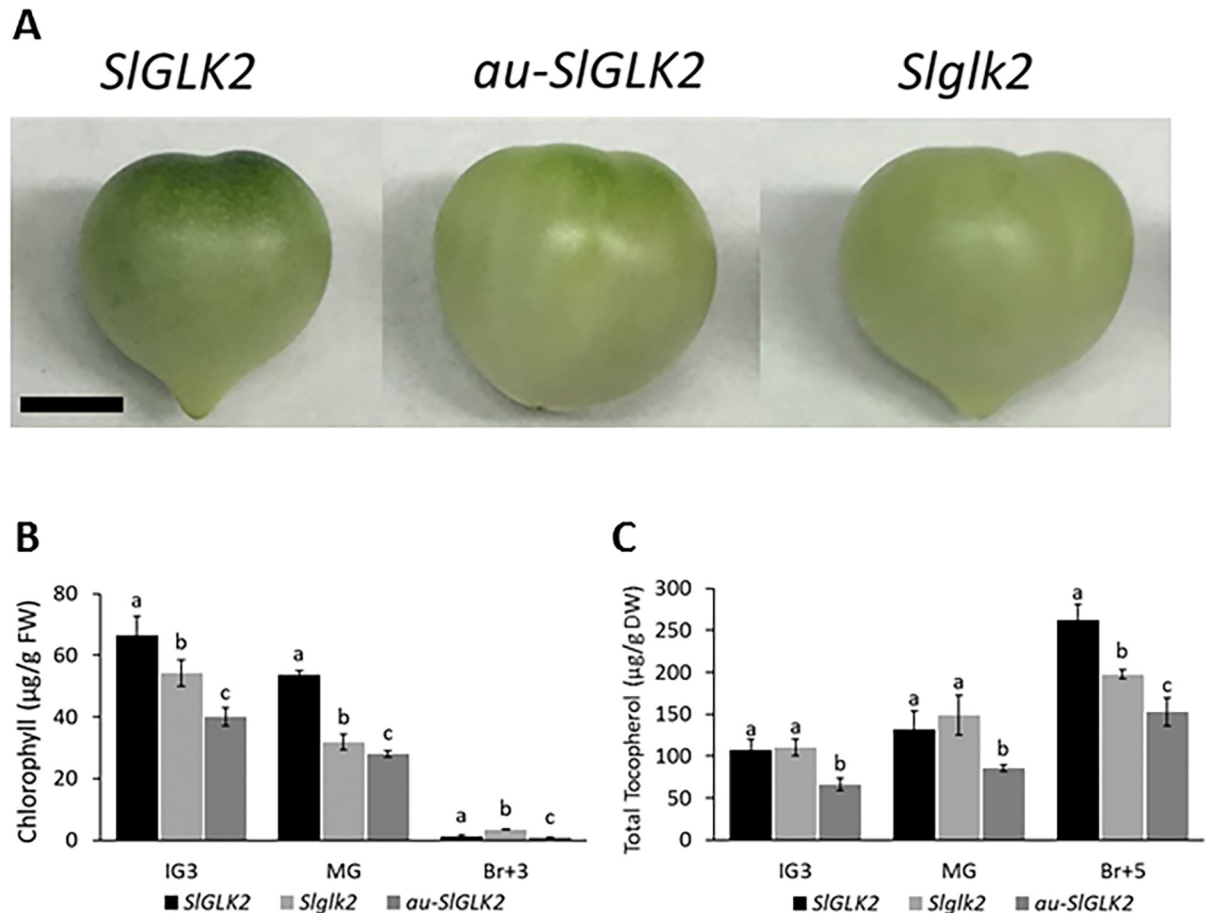 A
SlGLK2 au-SlGLK2 Slglk2
B
Chlorophyll (µg/g FW)
80
60
40
20
0
a b c
a b c
a b c
IG3 MG Br+3
SlGLK2 Slglk2 au-SlGLK2
C
Total Tocopherol (µg/g DW)
300
250
200
150
100
50
0
a a b
a a b
a b c
IG3 MG Br+5
SlGLK2 Slglk2 au-SlGLK2